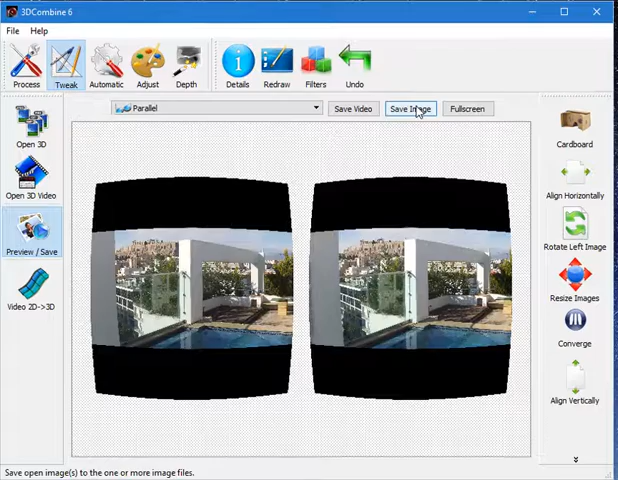 3DCombine 6
File Help
Process Tweak Automatic Adjust Depth Details Redraw Filters Undo
Parallel Save Video Save Image Fullscreen
Open 3D
Open 3D Video
Preview / Save
Video 2D->3D
Cardboard
Align Horizontally
Rotate Left Image
Resize Images
Converge
Align Vertically
Save open image(s) to the one or more image files.